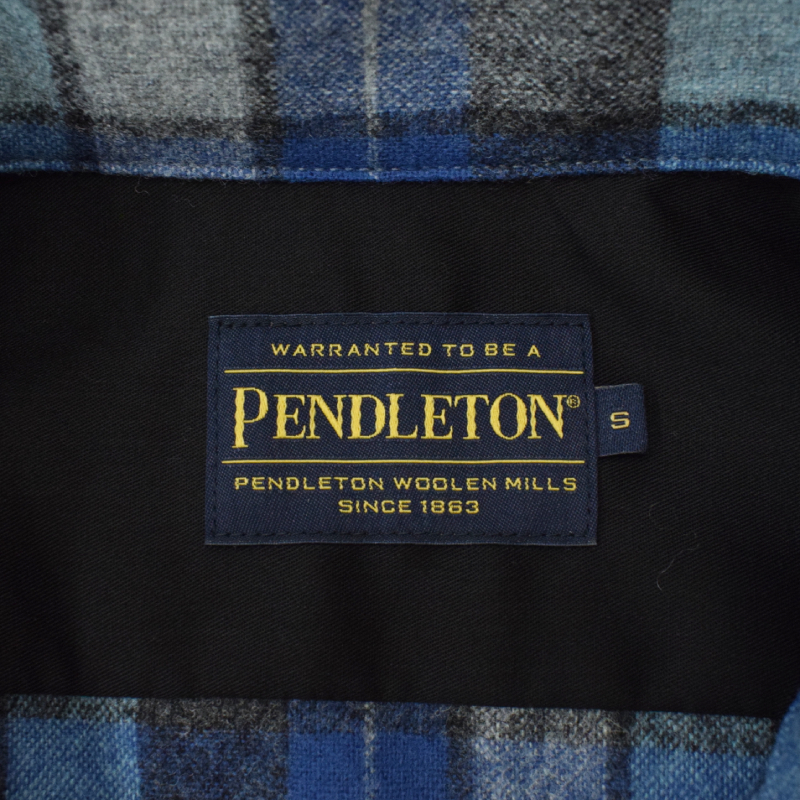 WARRANTED TO BE A
PENDLETON®
S
PENDLETON WOOLEN MILLS
SINCE 1863